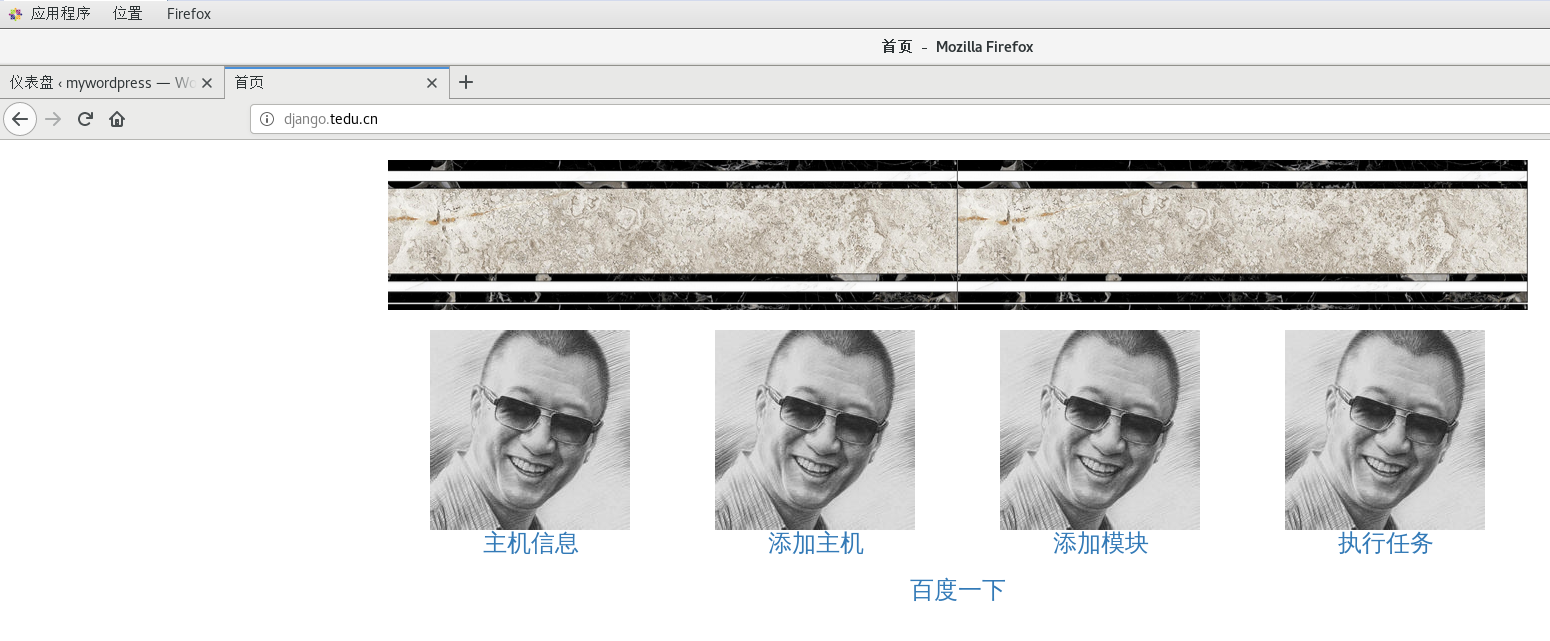 应用程序 位置 Firefox
首页 - Mozilla Firefox
仪表盘 ‹ mywordpress — Wo 首页
django.tedu.cn
主机信息 添加主机 添加模块 执行任务
百度一下